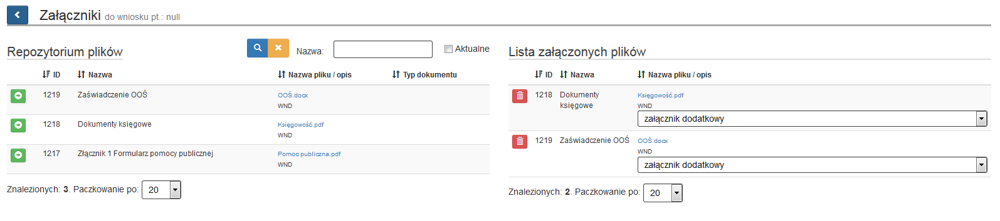 Załączniki do wniosku pt.: null
Repozytorium plików
Nazwa:
Aktualne
ID Nazwa Nazwa pliku / opis Typ dokumentu
1219 Zaświadczenie OOŚ OOŚ.docx
WND
1218 Dokumenty księgowe Księgowość.pdf
WND
1217 Złącznik 1 Formularz pomocy publicznej Pomoc publiczna.pdf
WND
Znalezionych: 3. Paczkowanie po: 20
Lista załączonych plików
ID Nazwa Nazwa pliku / opis
1218 Dokumenty Księgowość.pdf
księgowe WND
załącznik dodatkowy
1219 Zaświadczenie OOŚ OOŚ.docx
WND
załącznik dodatkowy
Znalezionych: 2. Paczkowanie po: 20